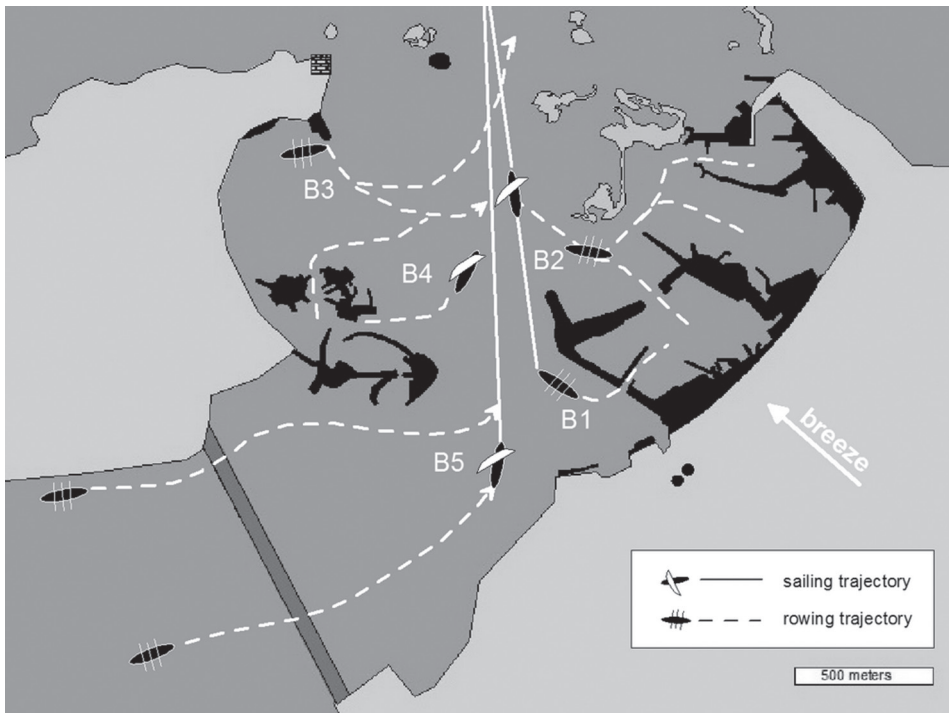 B3
B2
B4
B1
B5
breeze
sailing trajectory
rowing trajectory
500 meters